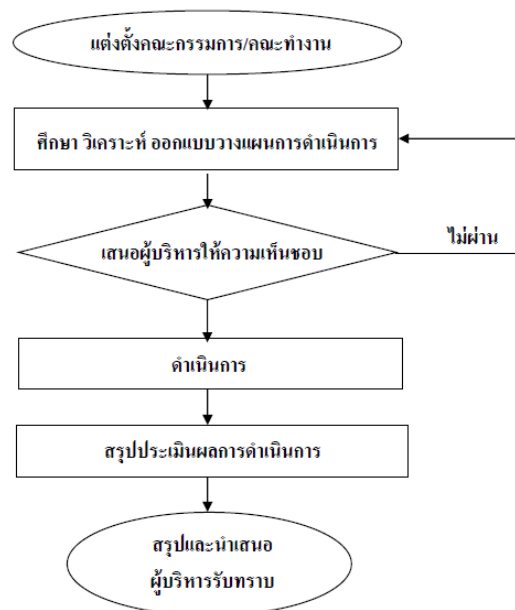 แต่งตั้งคณะกรรมการ/คณะทำงาน
ศึกษา วิเคราะห์ ออกแบบวางแผนการดำเนินการ
เสนอผู้บริหารให้ความเห็นชอบ
ไม่ผ่าน
ดำเนินการ
สรุปประเมินผลการดำเนินการ
สรุปและนำเสนอ
ผู้บริหารรับทราบ